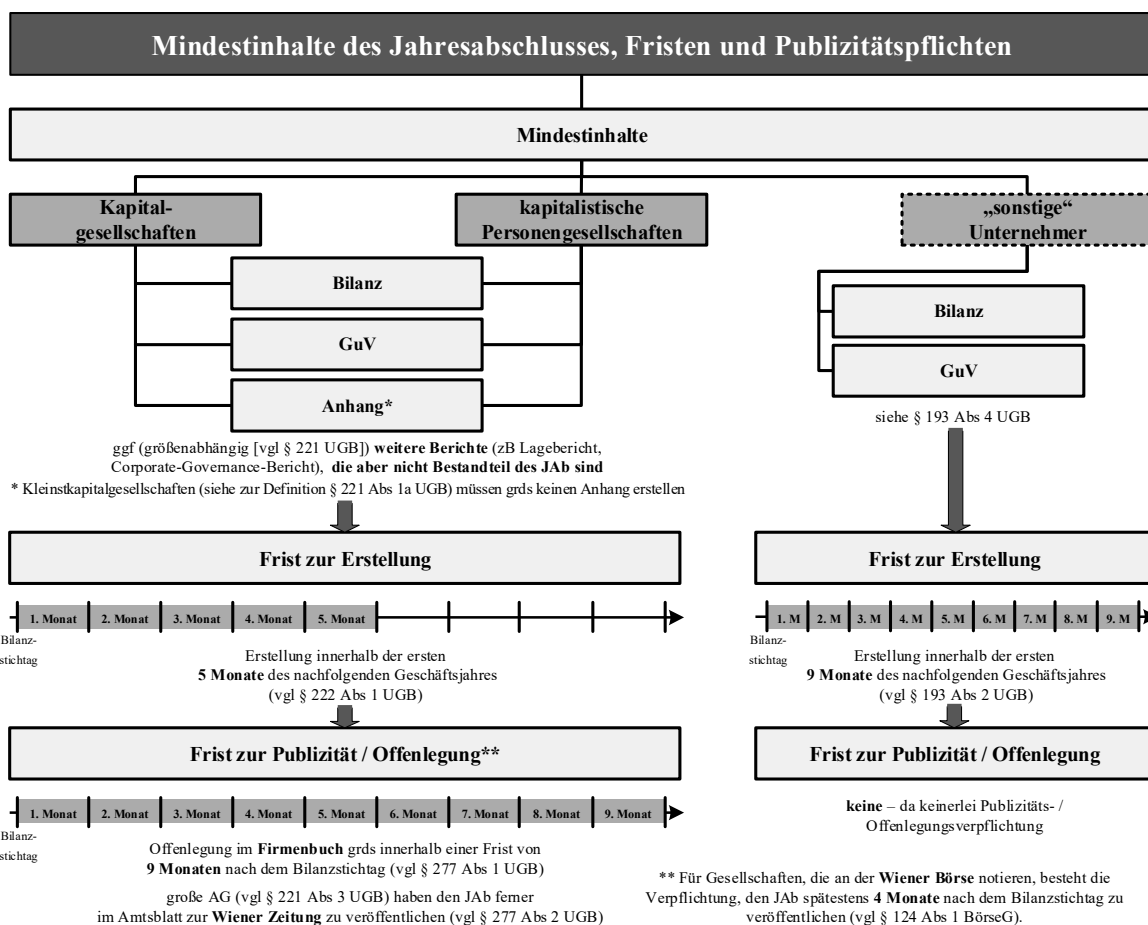 Mindestinhalte des Jahresabschlusses, Fristen und Publizitätspflichten
Mindestinhalte
Kapital-
gesellschaften
kapitalistische
Personengesellschaften
„sonstige“
Unternehmer
Bilanz
GuV
Anhang*
ggf (größenabhängig [vgl § 221 UGB]) weitere Berichte (zB Lagebericht,
Corporate-Governance-Bericht), die aber nicht Bestandteil des JAb sind
* Kleinstkapitalgesellschaften (siehe zur Definition § 221 Abs 1a UGB) müssen grds keinen Anhang erstellen
Bilanz
GuV
siehe § 193 Abs 4 UGB
Frist zur Erstellung
1. Monat 2. Monat 3. Monat 4. Monat 5. Monat
Bilanz-
stichtag
Erstellung innerhalb der ersten
5 Monate des nachfolgenden Geschäftsjahres
(vgl § 222 Abs 1 UGB)
Frist zur Erstellung
1. M 2. M 3. M 4. M 5. M 6. M 7. M 8. M 9. M
Bilanz-
stichtag
Erstellung innerhalb der ersten
9 Monate des nachfolgenden Geschäftsjahres
(vgl § 193 Abs 2 UGB)
Frist zur Publizität / Offenlegung**
1. Monat 2. Monat 3. Monat 4. Monat 5. Monat 6. Monat 7. Monat 8. Monat 9. Monat
Bilanz-
stichtag
Offenlegung im Firmenbuch grds innerhalb einer Frist von
9 Monaten nach dem Bilanzstichtag (vgl § 277 Abs 1 UGB)
große AG (vgl § 221 Abs 3 UGB) haben den JAb ferner
im Amtsblatt zur Wiener Zeitung zu veröffentlichen (vgl § 277 Abs 2 UGB)
Frist zur Publizität / Offenlegung
keine – da keinerlei Publizitäts- /
Offenlegungsverpflichtung
** Für Gesellschaften, die an der Wiener Börse notieren, besteht die
Verpflichtung, den JAb spätestens 4 Monate nach dem Bilanzstichtag zu
veröffentlichen (vgl § 124 Abs 1 BörseG).